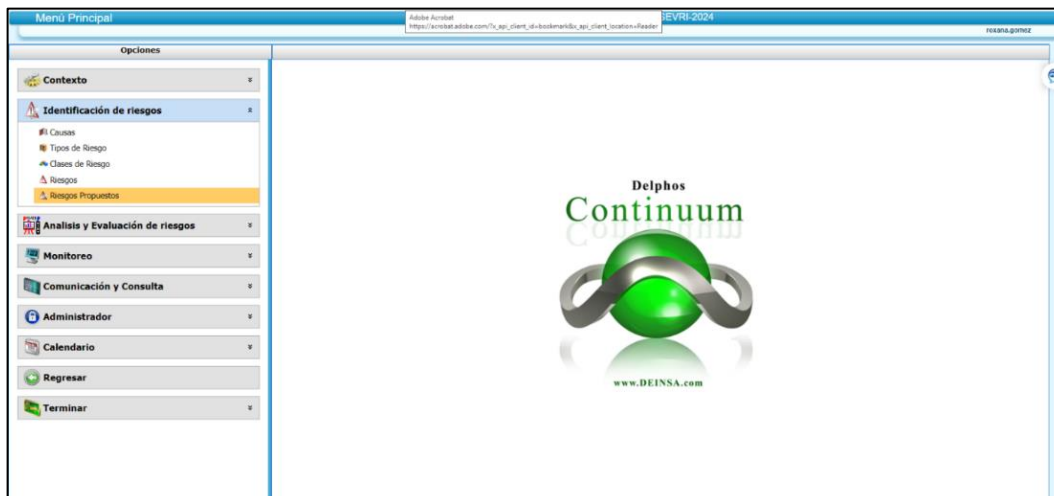 Menú Principal
Adobe Acrobat
https://acrobat.adobe.com/?x_api_client_id=bookmark&x_api_client_location=Reader
SEVRI-2024
roxana.gomez
Opciones
Contexto
Identificación de riesgos
Causas
Tipos de Riesgo
Clases de Riesgo
Riesgos
Riesgos Propuestos
Analisis y Evaluación de riesgos
Monitoreo
Comunicación y Consulta
Administrador
Calendario
Regresar
Terminar
Delphos
Continuum
www.DEINSA.com